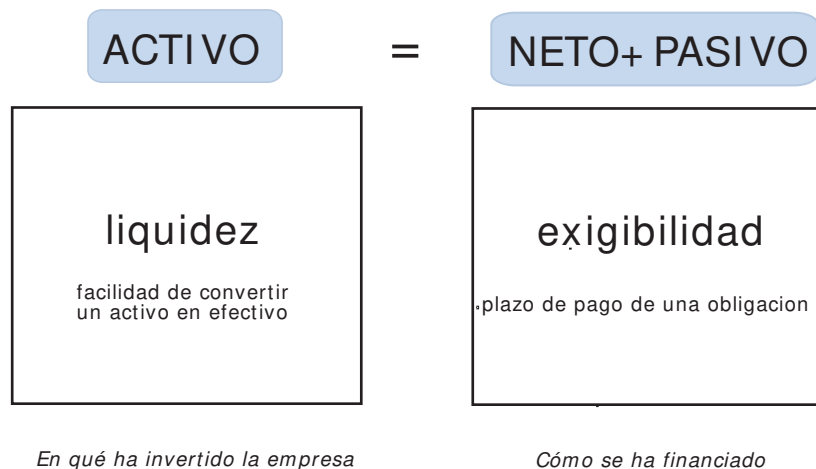 ACTIVO = NETO+ PASIVO
liquidez
facilidad de convertir
un activo en efectivo
exigibilidad
plazo de pago de una obligacion
En qué ha invertido la empresa
Cómo se ha financiado